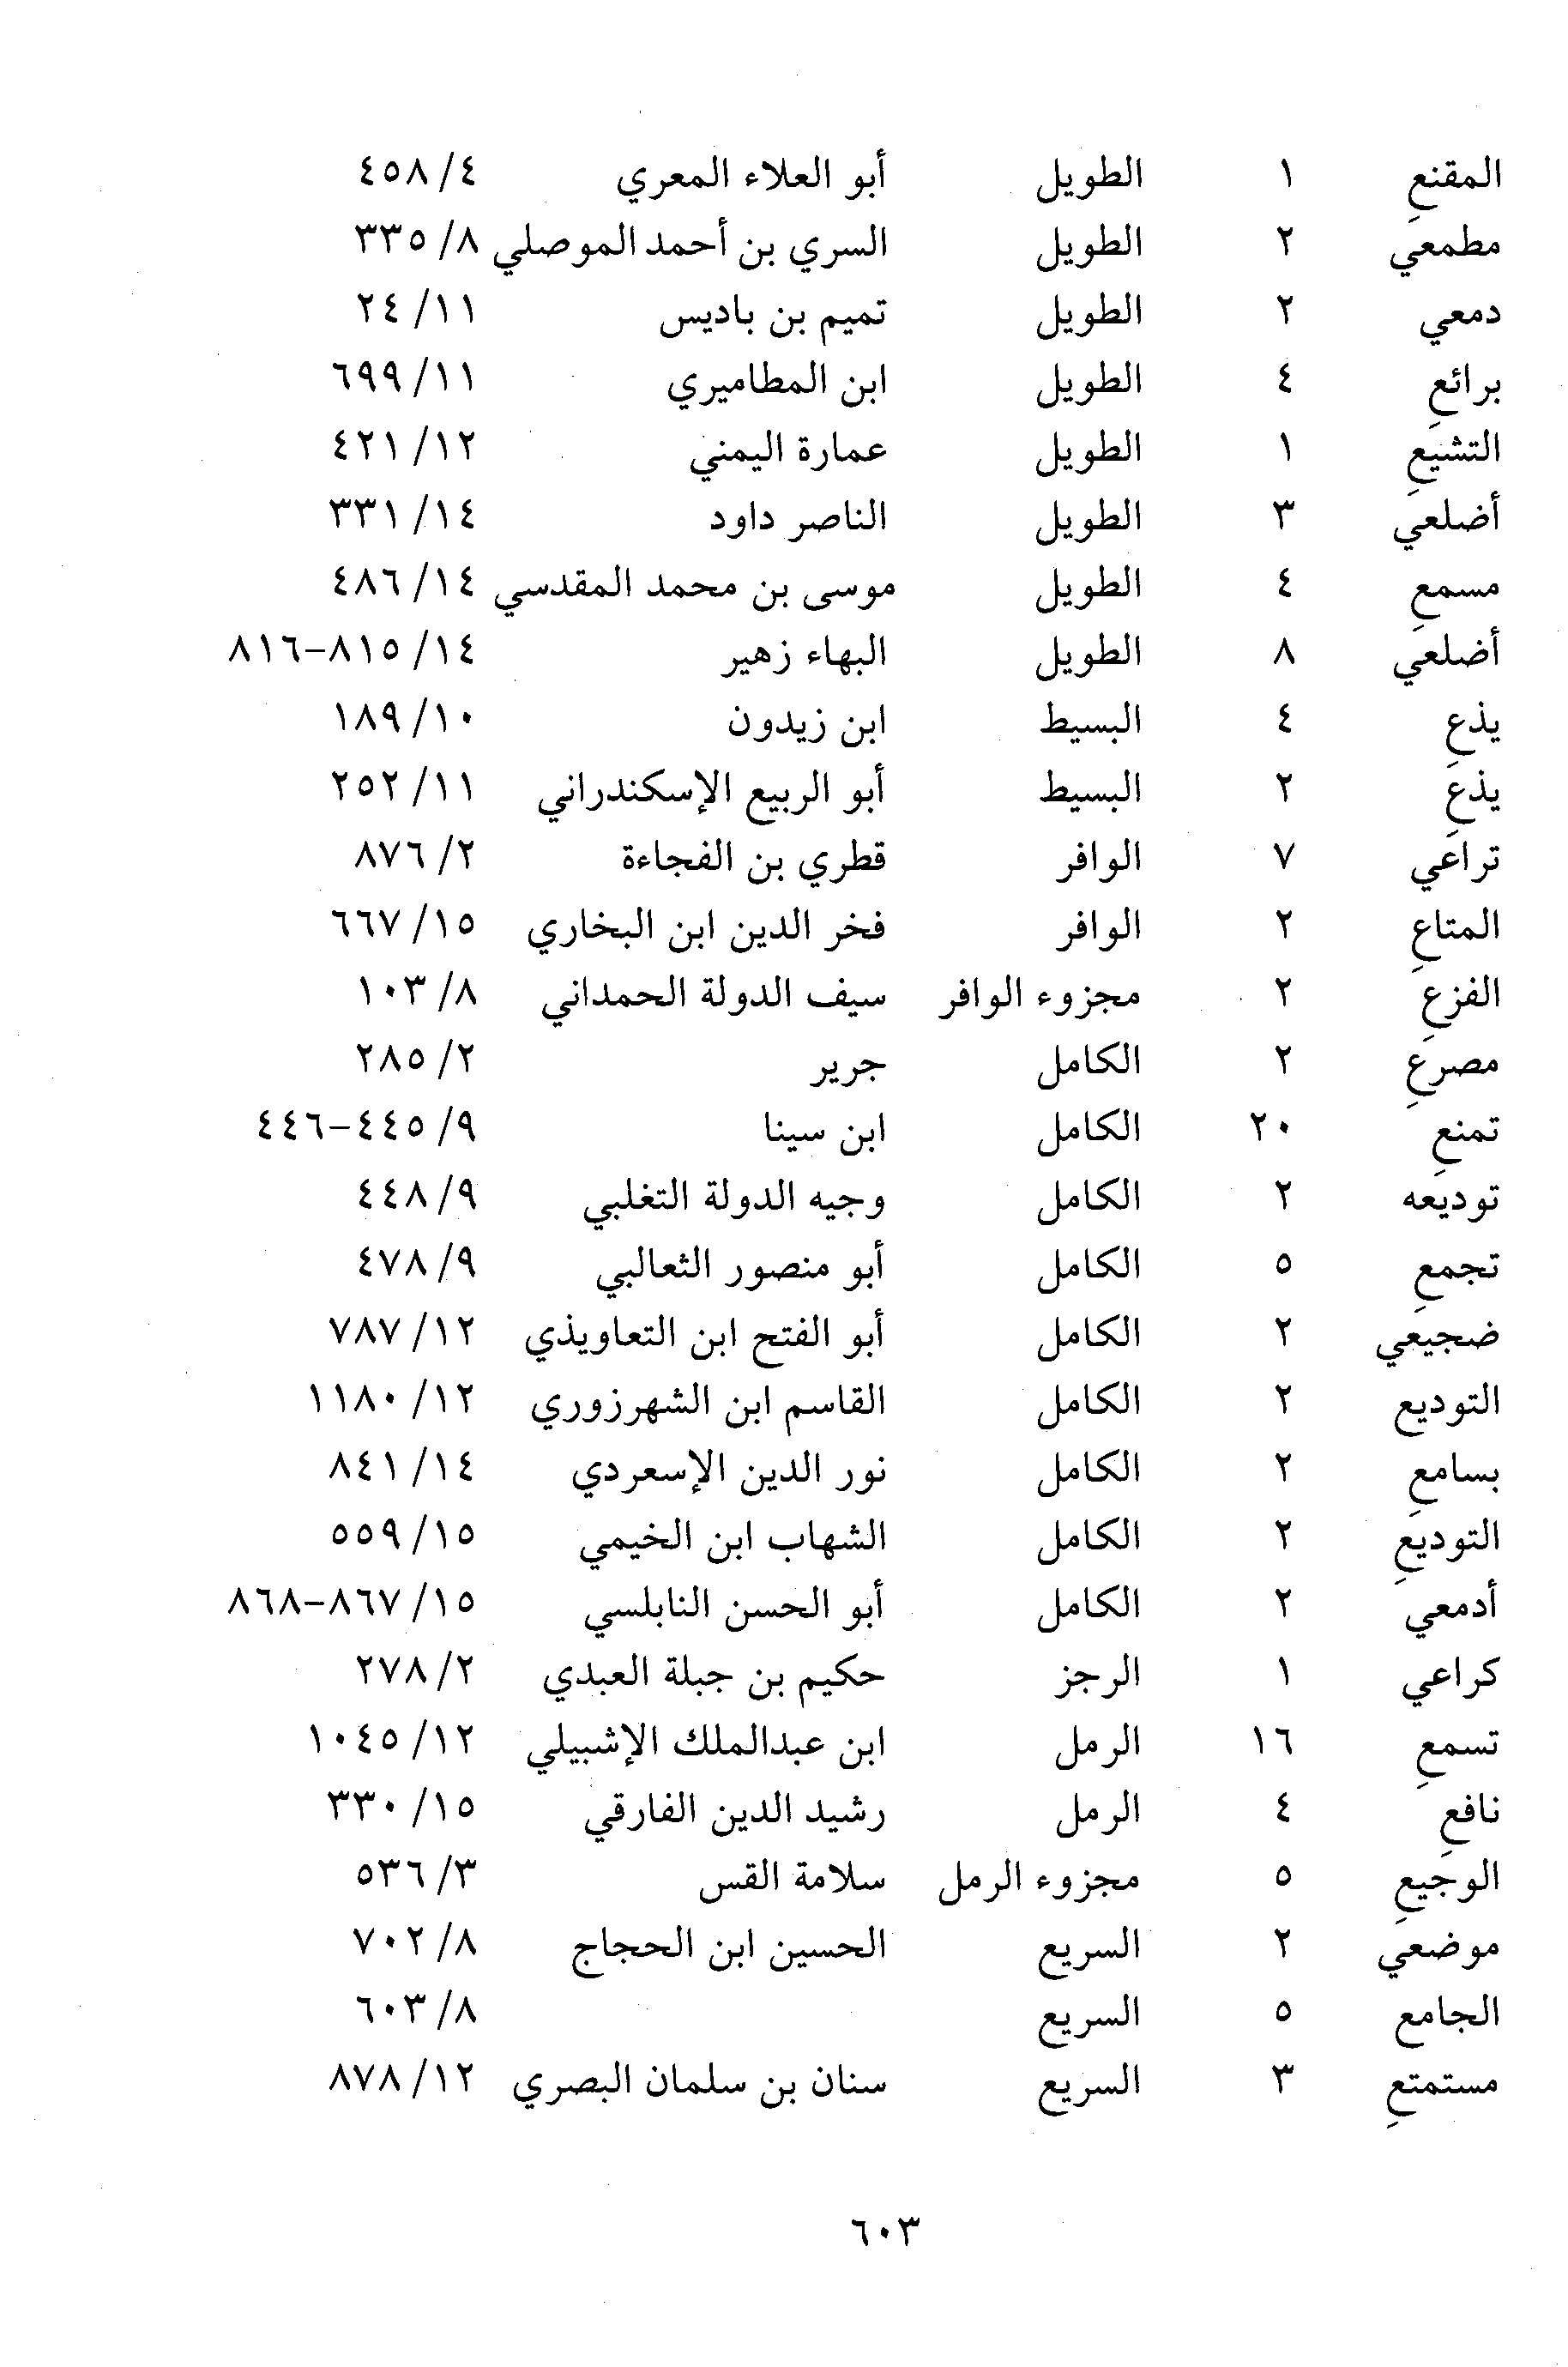 المقنعِ ١ الطويل أبو العلاء المعري ٤/ ٤٥٨
مطمعي ٢ الطويل السري بن أحمد الموصلي ٨/ ٣٣٥
دمعي ٢ الطويل تميم بن باديس ١١/ ٢٤
برائعِ ٤ الطويل ابن المطاميري ١١/ ٦٩٩
التشيعِ ١ الطويل عمارة اليمني ١٢/ ٤٢١
أضلعي ٣ الطويل الناصر داود ١٤/ ٣٣١
مسمعِ ٤ الطويل موسى بن محمد المقدسي ١٤/ ٤٨٦
أضلعي ٨ الطويل البهاء زهير ١٤/ ٨١٥-٨١٦
يذعِ ٤ البسيط ابن زيدون ١٠/ ١٨٩
يذعِ ٢ البسيط أبو الربيع الإسكندراني ١١/ ٢٥٢
تراعي ٧ الوافر قطري بن الفجاءة ٢/ ٨٧٦
المتاعِ ٢ الوافر فخر الدين ابن البخاري ١٥/ ٦٦٧
الفزعِ ٢ مجزوء الوافر سيف الدولة الحمداني ٨/ ١٠٣
مصرعِ ٢ الكامل جرير ٢/ ٢٨٥
تمنعِ ٢٠ الكامل ابن سينا ٩/ ٤٤٥-٤٤٦
توديعه ٢ الكامل وجيه الدولة التغلبي ٩/ ٤٤٨
تجمعِ ٥ الكامل أبو منصور الثعالبي ٩/ ٤٧٨
ضجيعي ٢ الكامل أبو الفتح ابن التعاويذي ١٢/ ٧٨٧
التوديع ٢ الكامل القاسم ابن الشهرزوري ١٢/ ١١٨٠
بسامعِ ٢ الكامل نور الدين الإسعردي ١٤/ ٨٤١
التوديعِ ٢ الكامل الشهاب ابن الخيمي ١٥/ ٥٥٩
أدمعي ٢ الكامل أبو الحسن النابلسي ١٥/ ٨٦٧-٨٦٨
كراعي ١ الرجز حكيم بن جبلة العبدي ٢/ ٢٧٨
تسمعِ ١٦ الرمل ابن عبدالملك الإشبيلي ١٢/ ١٠٤٥
نافعِ ٤ الرمل رشيد الدين الفارقي ١٥/ ٣٣٠
الوجيعِ ٥ مجزوء الرمل سلامة القس ٣/ ٥٣٦
موضعي ٢ السريع الحسين ابن الحجاج ٨/ ٧٠٢
الجامع ٥ السريع ٨/ ٦٠٣
مستمتعِ ٣ السريع سنان بن سلمان البصري ١٢/ ٨٧٨
٦٠٣